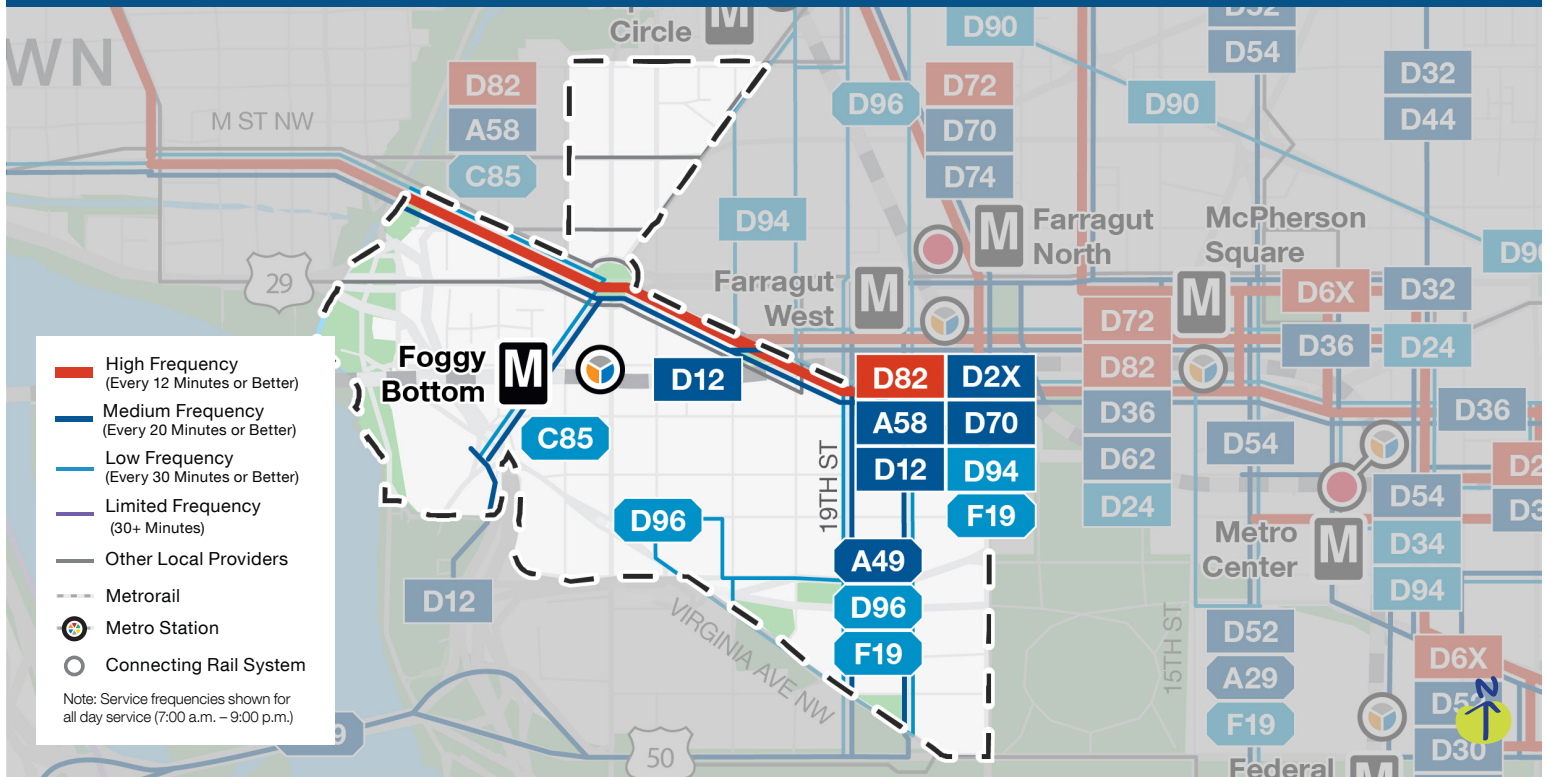 WN
Circle
M
D90
D54
D32
D44
D82
A58
C85
M ST NW
D96
D72
D70
D74
D90
D94
M
Farragut
North
McPherson
Square
29
Farragut
West
M
M
D6X
D32
D72
D36
D24
D82
D36
D62
D24
D36
D54
High Frequency
(Every 12 Minutes or Better)
Medium Frequency
(Every 20 Minutes or Better)
Low Frequency
(Every 30 Minutes or Better)
Limited Frequency
(30+ Minutes)
Other Local Providers
Metrorail
Metro Station
Connecting Rail System
Note: Service frequencies shown for
all day service (7:00 a.m. – 9:00 p.m.)
Foggy
Bottom
M
D12
C85
D82
D2X
A58
D70
D12
D94
F19
19TH ST
D96
A49
D96
F19
D12
VIRGINIA AVE NW
50
15TH ST
Metro
Center
M
D54
D34
D94
D52
A29
F19
D6X
N
D30
Federal
M